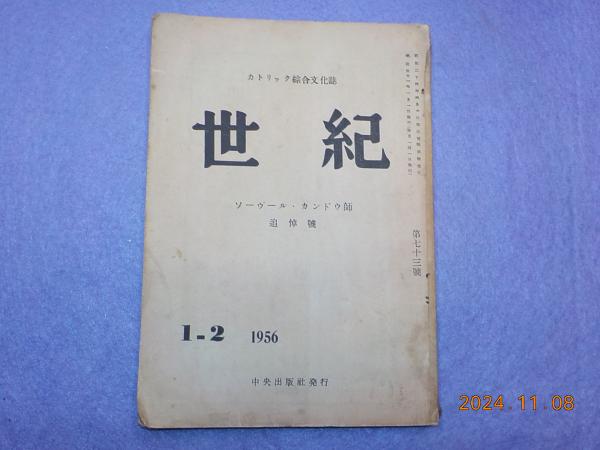 カトリック綜合文化誌
世紀
ソーヴール・カンドウ師
追悼號
第七十三號
1-2 1956
中央出版社発行
2024.11.08